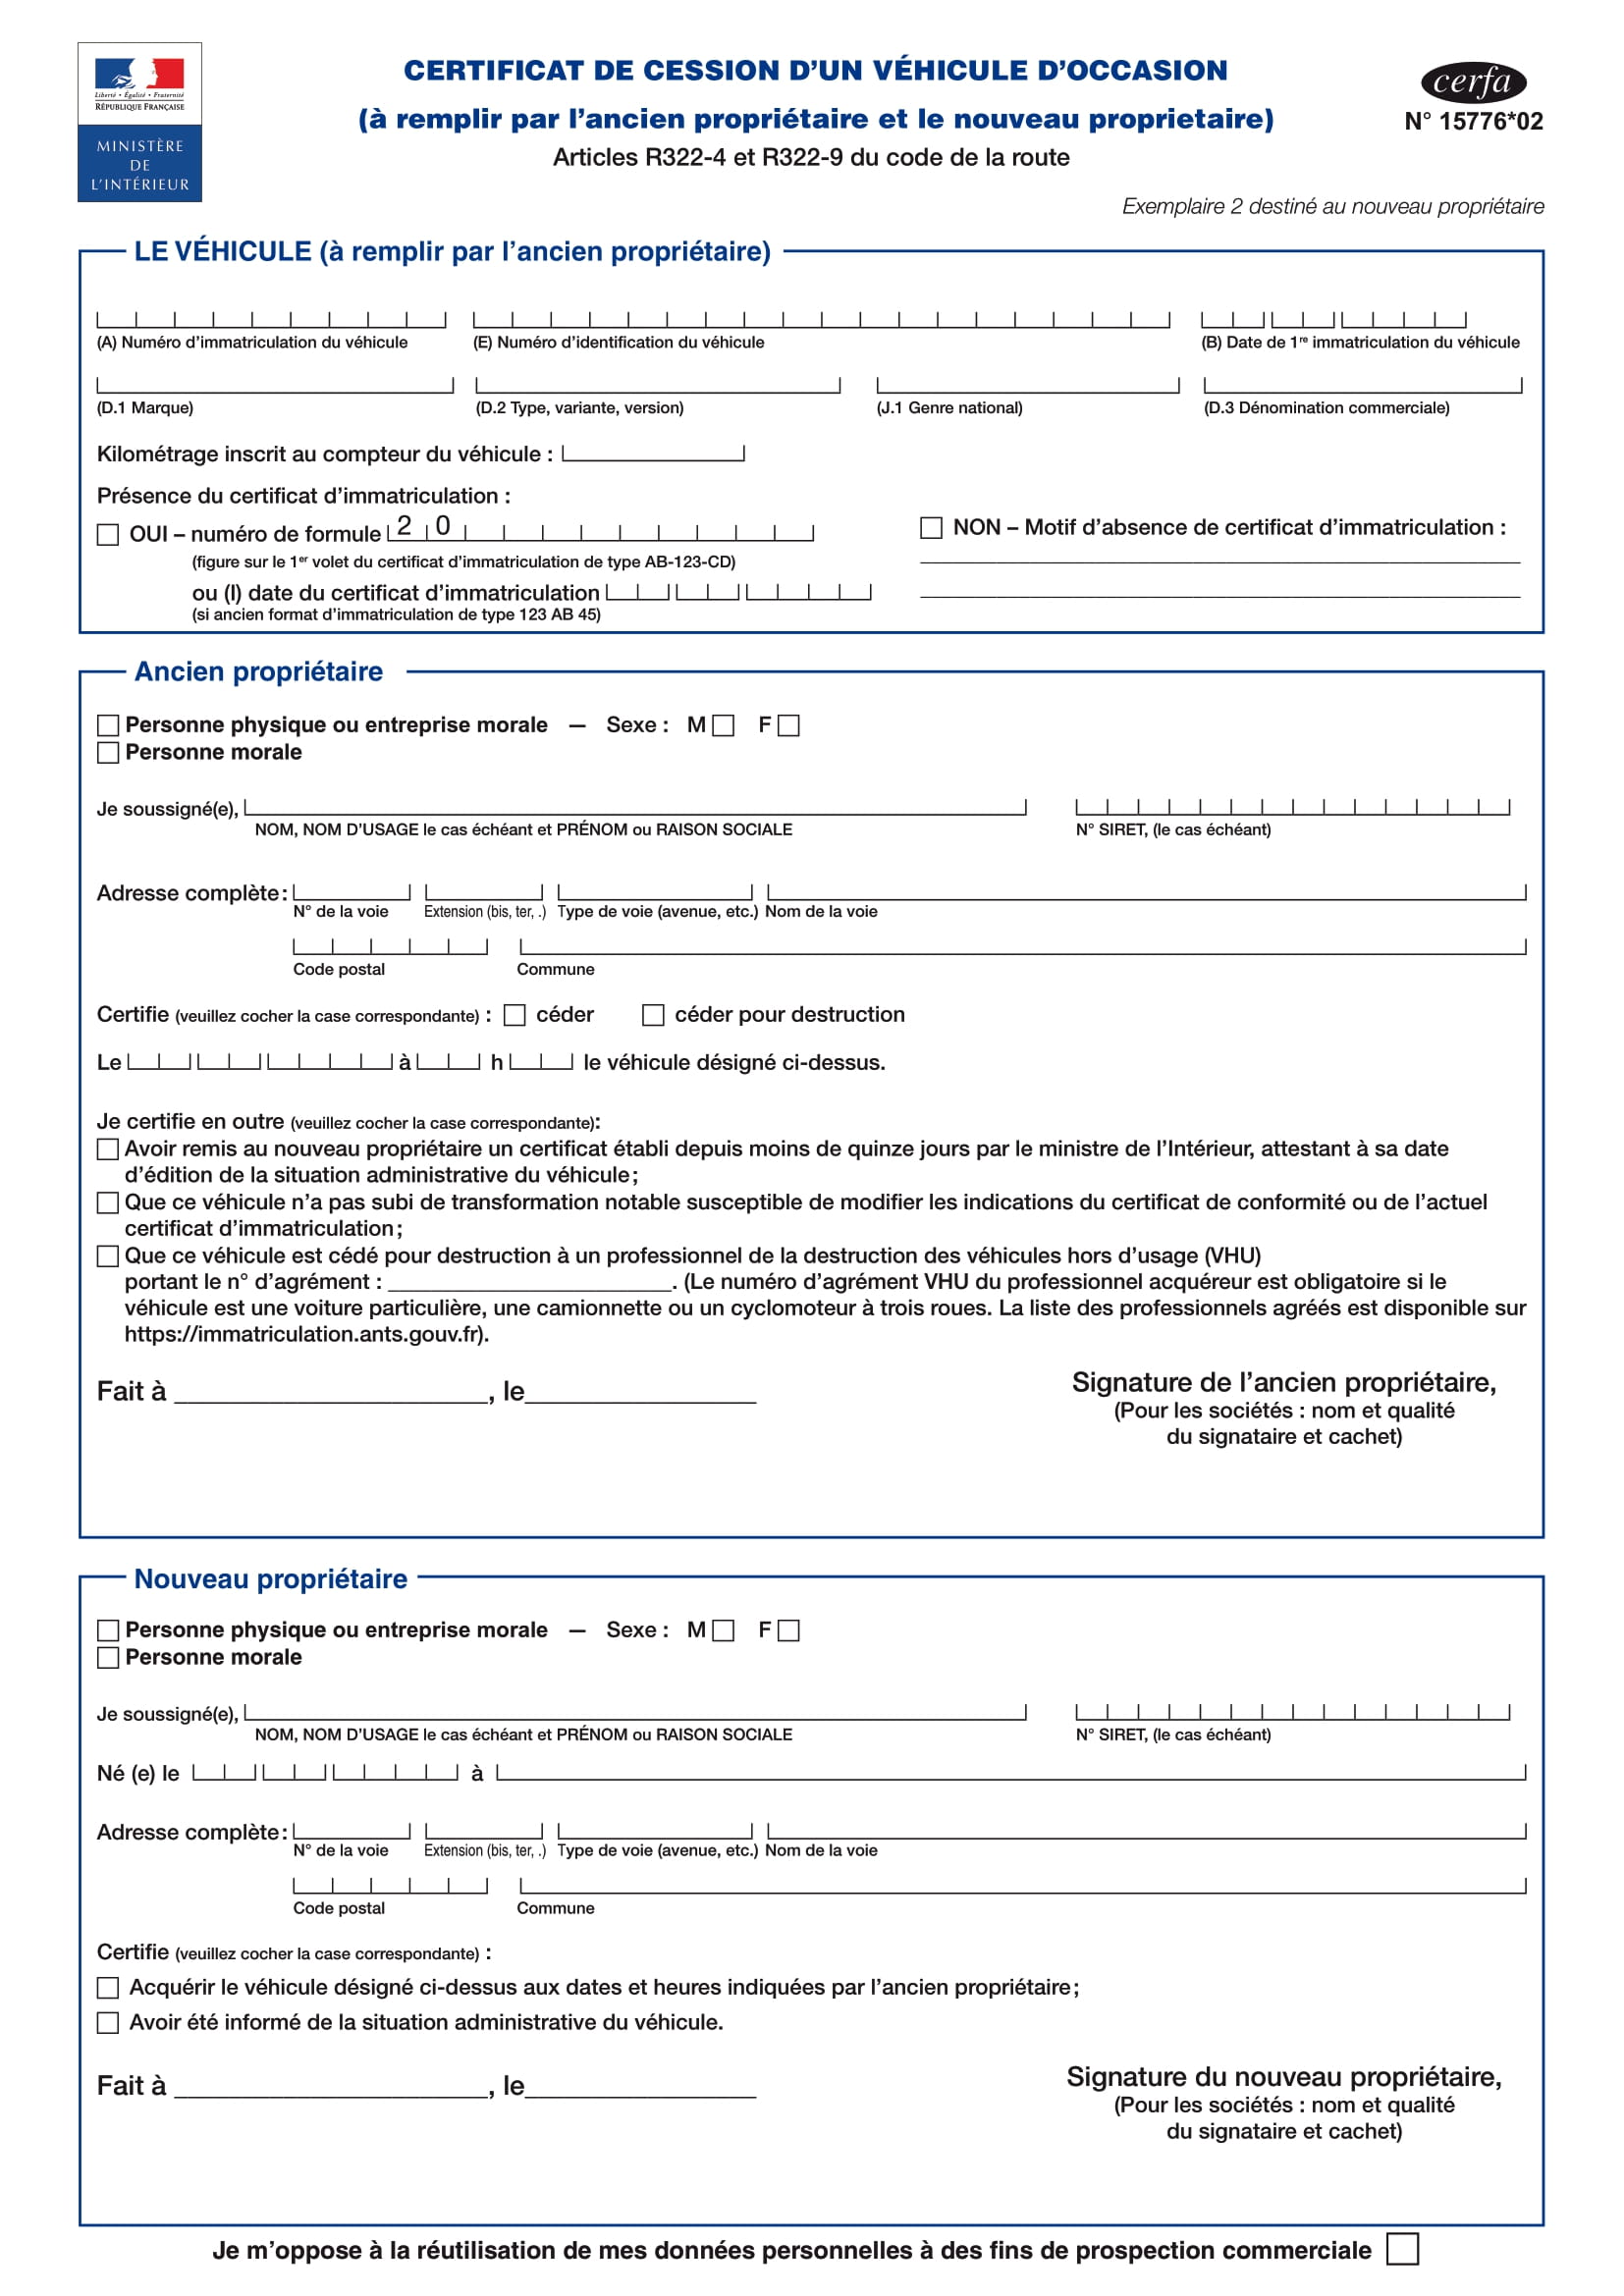 Liberté • Égalité • Fraternité
RÉPUBLIQUE FRANÇAISE
MINISTÈRE
DE
L'INTÉRIEUR
CERTIFICAT DE CESSION D'UN VÉHICULE D'OCCASION
(à remplir par l'ancien propriétaire et le nouveau proprietaire)
Articles R322-4 et R322-9 du code de la route
cerfa
N° 15776*02
Exemplaire 2 destiné au nouveau propriétaire
LE VÉHICULE (à remplir par l'ancien propriétaire)
(A) Numéro d'immatriculation du véhicule (E) Numéro d'identification du véhicule (B) Date de 1re immatriculation du véhicule
(D.1 Marque) (D.2 Type, variante, version) (J.1 Genre national) (D.3 Dénomination commerciale)
Kilométrage inscrit au compteur du véhicule :
Présence du certificat d'immatriculation :
OUI – numéro de formule 2 0 NON – Motif d'absence de certificat d'immatriculation :
(figure sur le 1er volet du certificat d'immatriculation de type AB-123-CD)
ou (I) date du certificat d'immatriculation
(si ancien format d'immatriculation de type 123 AB 45)
Ancien propriétaire
Personne physique ou entreprise morale — Sexe : M F
Personne morale
Je soussigné(e),
NOM, NOM D'USAGE le cas échéant et PRÉNOM ou RAISON SOCIALE N° SIRET, (le cas échéant)
Adresse complète :
N° de la voie Extension (bis, ter, .) Type de voie (avenue, etc.) Nom de la voie
Code postal Commune
Certifie (veuillez cocher la case correspondante) : céder céder pour destruction
Le à h le véhicule désigné ci-dessus.
Je certifie en outre (veuillez cocher la case correspondante):
Avoir remis au nouveau propriétaire un certificat établi depuis moins de quinze jours par le ministre de l'Intérieur, attestant à sa date
d'édition de la situation administrative du véhicule ;
Que ce véhicule n'a pas subi de transformation notable susceptible de modifier les indications du certificat de conformité ou de l'actuel
certificat d'immatriculation ;
Que ce véhicule est cédé pour destruction à un professionnel de la destruction des véhicules hors d'usage (VHU)
portant le n° d'agrément : ______________________. (Le numéro d'agrément VHU du professionnel acquéreur est obligatoire si le
véhicule est une voiture particulière, une camionnette ou un cyclomoteur à trois roues. La liste des professionnels agréés est disponible sur
https://immatriculation.ants.gouv.fr).
Fait à ____________________, le________________
Signature de l'ancien propriétaire,
(Pour les sociétés : nom et qualité
du signataire et cachet)
Nouveau propriétaire
Personne physique ou entreprise morale — Sexe : M F
Personne morale
Je soussigné(e),
NOM, NOM D'USAGE le cas échéant et PRÉNOM ou RAISON SOCIALE N° SIRET, (le cas échéant)
Né (e) le à
Adresse complète :
N° de la voie Extension (bis, ter, .) Type de voie (avenue, etc.) Nom de la voie
Code postal Commune
Certifie (veuillez cocher la case correspondante) :
Acquérir le véhicule désigné ci-dessus aux dates et heures indiquées par l'ancien propriétaire ;
Avoir été informé de la situation administrative du véhicule.
Fait à ____________________, le________________
Signature du nouveau propriétaire,
(Pour les sociétés : nom et qualité
du signataire et cachet)
Je m'oppose à la réutilisation de mes données personnelles à des fins de prospection commerciale